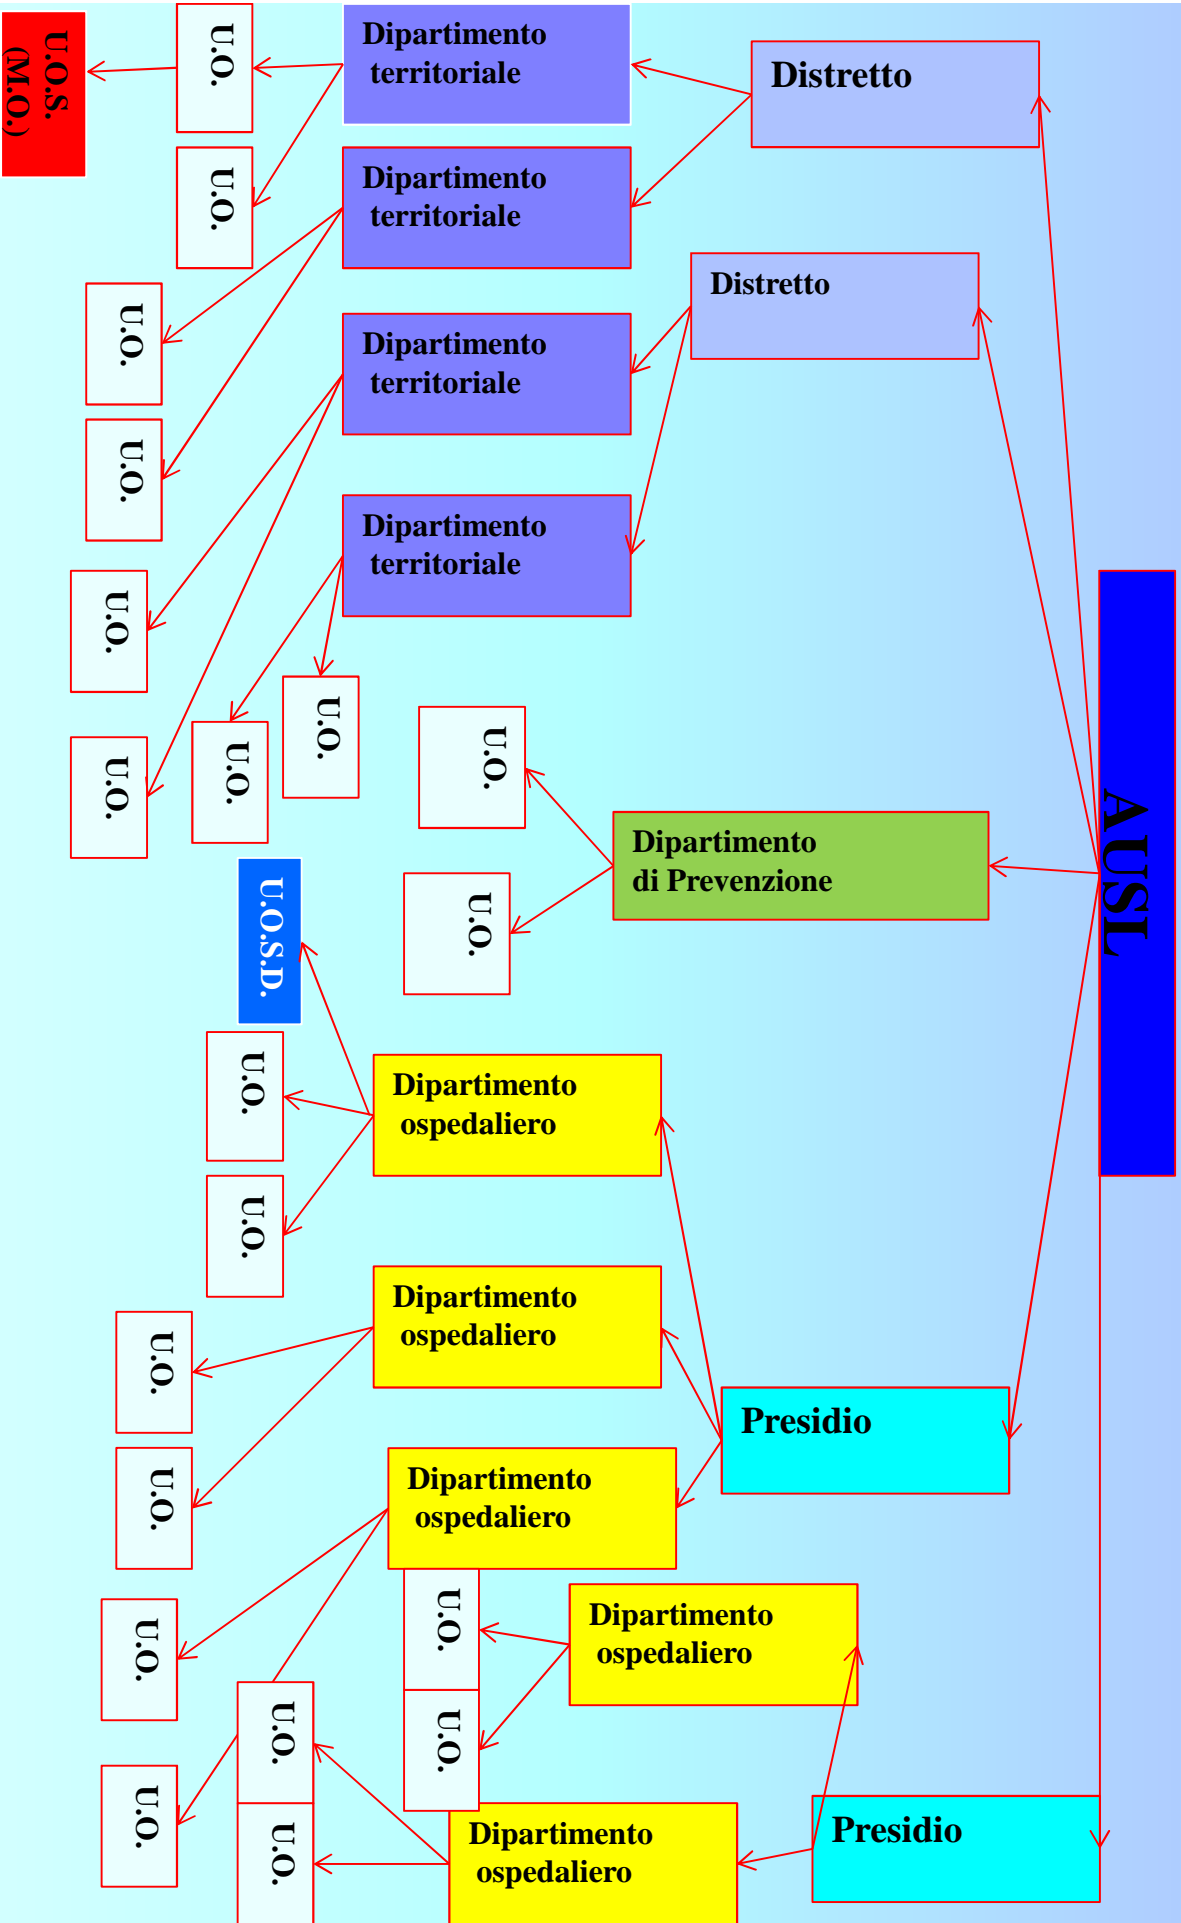 AUSL
Distretto
Distretto
Dipartimento
territoriale
Dipartimento
territoriale
Dipartimento
territoriale
Dipartimento
territoriale
U.O.
U.O.
U.O.
U.O.
U.O.
U.O.
U.O.
U.O.
U.O.S.
(M.O.)
Dipartimento
di Prevenzione
U.O.
U.O.
Presidio
Dipartimento
ospedaliero
Dipartimento
ospedaliero
Dipartimento
ospedaliero
U.O.S.D.
U.O.
U.O.
U.O.
U.O.
U.O.
U.O.
Presidio
Dipartimento
ospedaliero
Dipartimento
ospedaliero
U.O.
U.O.
U.O.
U.O.